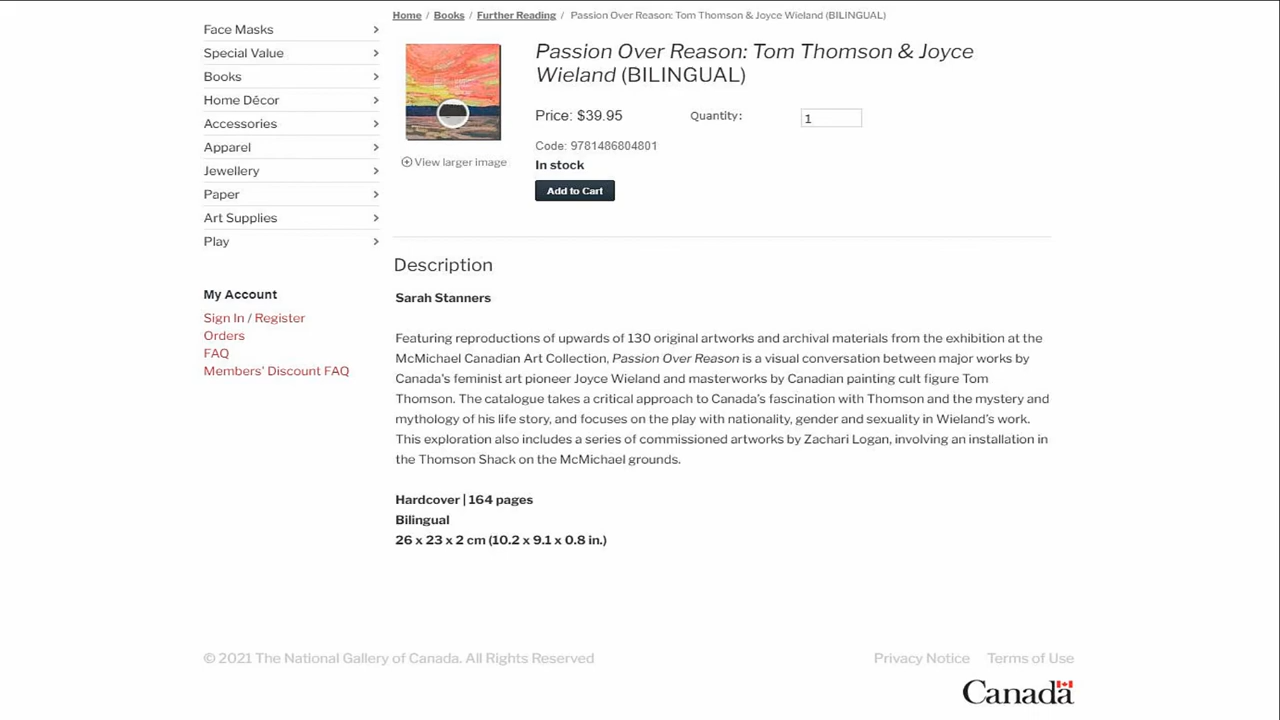 Home / Books / Further Reading / Passion Over Reason: Tom Thomson & Joyce Wieland (BILINGUAL)
Face Masks
Special Value
Books
Home Décor
Accessories
Apparel
Jewellery
Paper
Art Supplies
Play
My Account
Sign In / Register
Orders
FAQ
Members' Discount FAQ
View larger image
Passion Over Reason: Tom Thomson & Joyce
Wieland (BILINGUAL)
Price: $39.95
Quantity:
1
Code: 9781486804801
In stock
Add to Cart
Description
Sarah Stanners
Featuring reproductions of upwards of 130 original artworks and archival materials from the exhibition at the
McMichael Canadian Art Collection, Passion Over Reason is a visual conversation between major works by
Canada's feminist art pioneer Joyce Wieland and masterworks by Canadian painting cult figure Tom
Thomson. The catalogue takes a critical approach to Canada's fascination with Thomson and the mystery and
mythology of his life story, and focuses on the play with nationality, gender and sexuality in Wieland's work.
This exploration also includes a series of commissioned artworks by Zachari Logan, involving an installation in
the Thomson Shack on the McMichael grounds.
Hardcover | 164 pages
Bilingual
26 x 23 x 2 cm (10.2 x 9.1 x 0.8 in.)
© 2021 The National Gallery of Canada. All Rights Reserved
Privacy Notice
Terms of Use
Canada